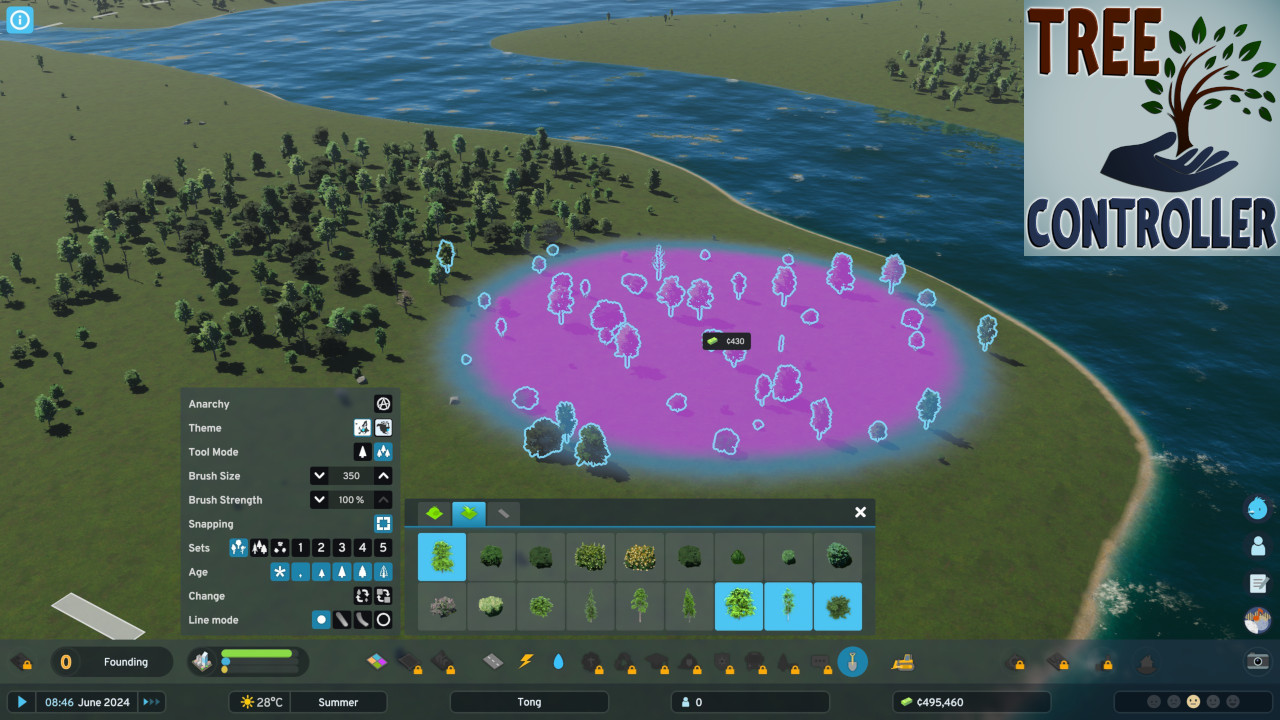 TREE
CONTROLLER
¢430
Anarchy
Theme
Tool Mode
Brush Size 350
Brush Strength 100 %
Snapping
Sets 1 2 3 4 5
Age
Change
Line mode
0 Founding
08:46 June 2024
28°C Summer
Tong
0
¢495,460